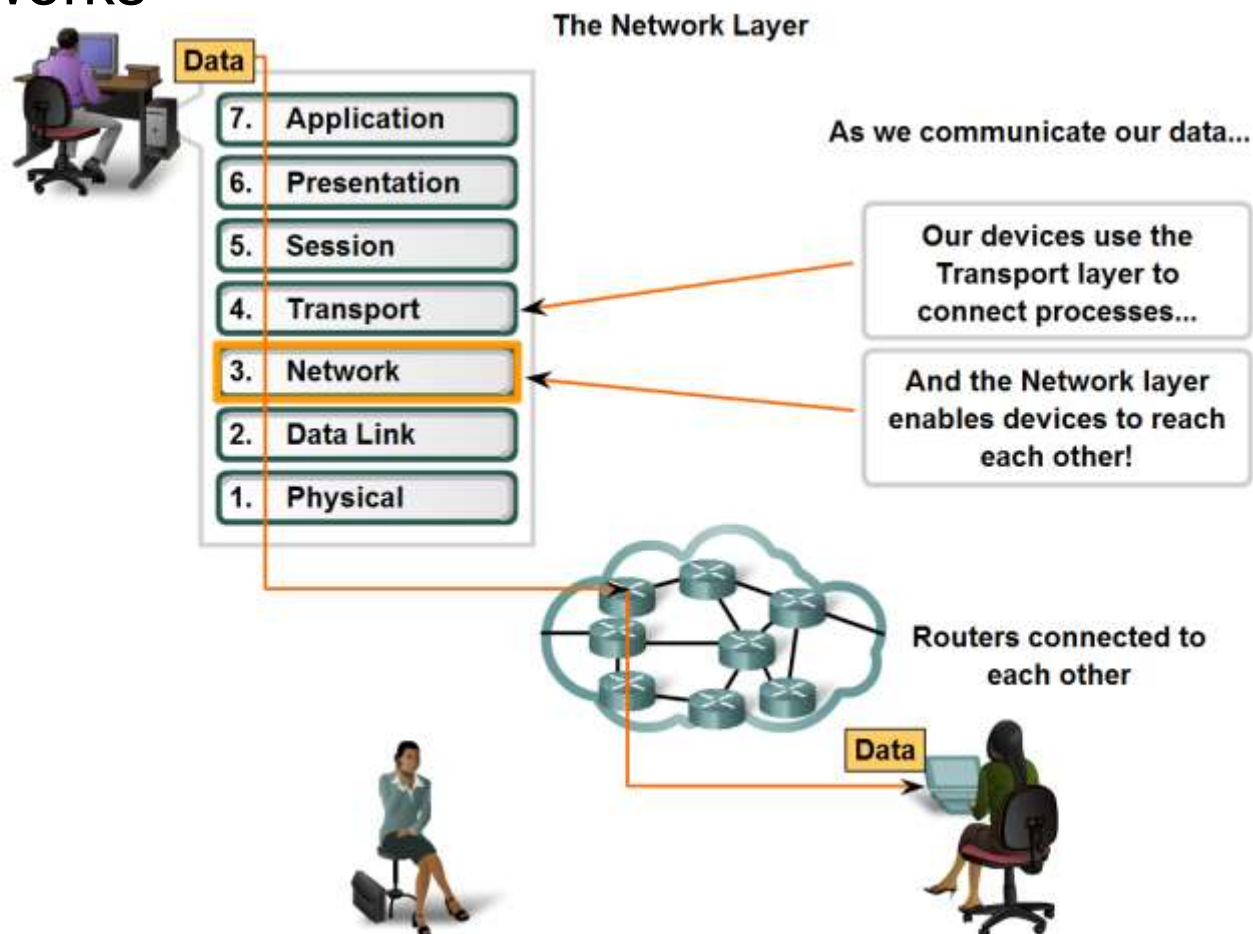 The Network Layer
Data
7. Application
6. Presentation
5. Session
4. Transport
3. Network
2. Data Link
1. Physical
As we communicate our data...
Our devices use the
Transport layer to
connect processes...
And the Network layer
enables devices to reach
each other!
Routers connected to
each other
Data